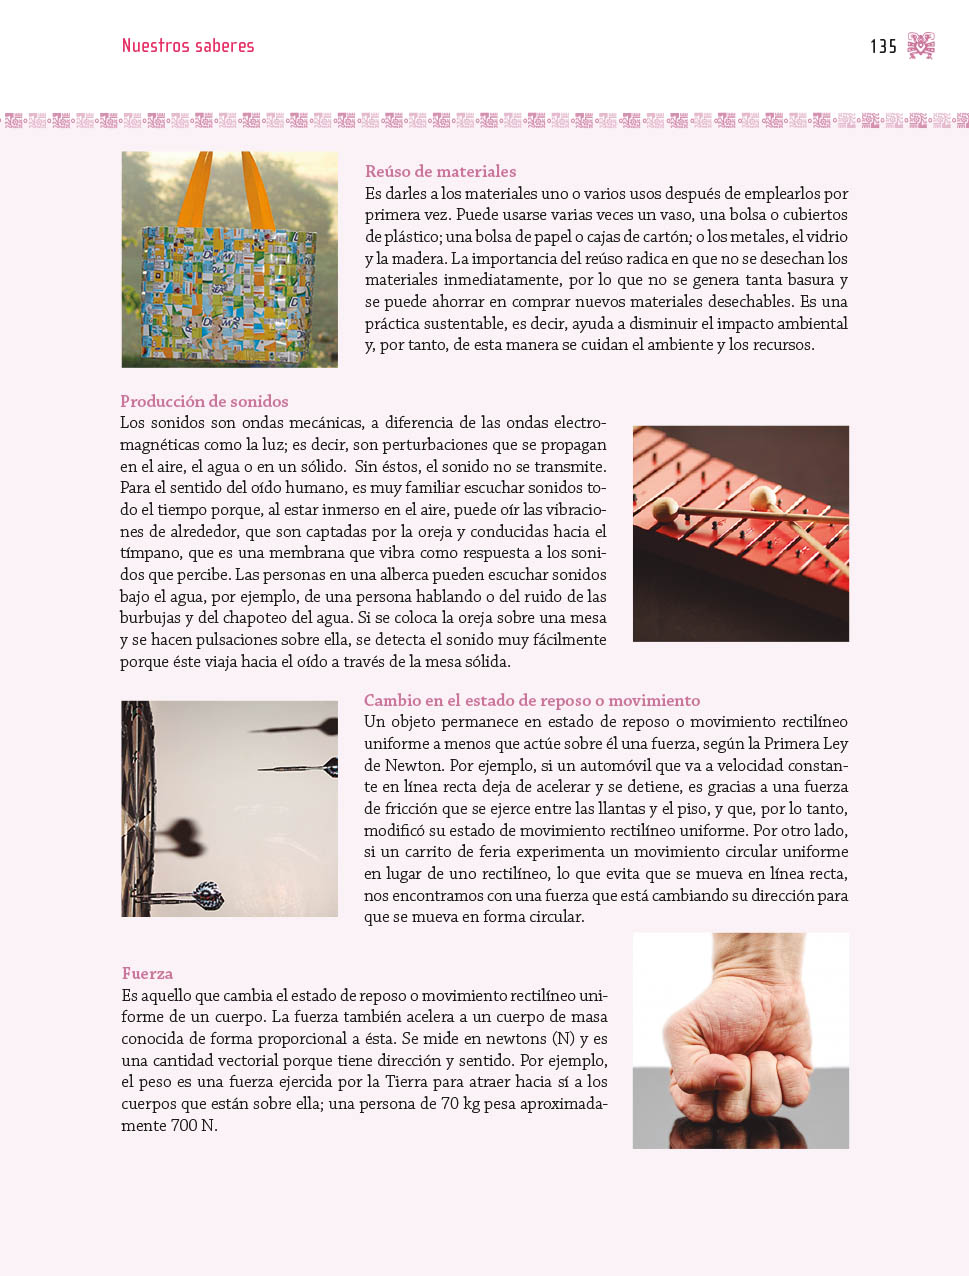 Nuestros saberes
135
Reúso de materiales
Es darles a los materiales uno o varios usos después de emplearlos por
primera vez. Puede usarse varias veces un vaso, una bolsa o cubiertos
de plástico; una bolsa de papel o cajas de cartón; o los metales, el vidrio
y la madera. La importancia del reúso radica en que no se desechan los
materiales inmediatamente, por lo que no se genera tanta basura y
se puede ahorrar en comprar nuevos materiales desechables. Es una
práctica sustentable, es decir, ayuda a disminuir el impacto ambiental
y, por tanto, de esta manera se cuidan el ambiente y los recursos.
Producción de sonidos
Los sonidos son ondas mecánicas, a diferencia de las ondas electro-
magnéticas como la luz; es decir, son perturbaciones que se propagan
en el aire, el agua o en un sólido. Sin éstos, el sonido no se transmite.
Para el sentido del oído humano, es muy familiar escuchar sonidos to-
do el tiempo porque, al estar inmerso en el aire, puede oír las vibracio-
nes de alrededor, que son captadas por la oreja y conducidas hacia el
tímpano, que es una membrana que vibra como respuesta a los soni-
dos que percibe. Las personas en una alberca pueden escuchar sonidos
bajo el agua, por ejemplo, de una persona hablando o del ruido de las
burbujas y del chapoteo del agua. Si se coloca la oreja sobre una mesa
y se hacen pulsaciones sobre ella, se detecta el sonido muy fácilmente
porque éste viaja hacia el oído a través de la mesa sólida.
Cambio en el estado de reposo o movimiento
Un objeto permanece en estado de reposo o movimiento rectilíneo
uniforme a menos que actúe sobre él una fuerza, según la Primera Ley
de Newton. Por ejemplo, si un automóvil que va a velocidad constan-
te en línea recta deja de acelerar y se detiene, es gracias a una fuerza
de fricción que se ejerce entre las llantas y el piso, y que, por lo tanto,
modificó su estado de movimiento rectilíneo uniforme. Por otro lado,
si un carrito de feria experimenta un movimiento circular uniforme
en lugar de uno rectilíneo, lo que evita que se mueva en línea recta,
nos encontramos con una fuerza que está cambiando su dirección para
que se mueva en forma circular.
Fuerza
Es aquello que cambia el estado de reposo o movimiento rectilíneo uni-
forme de un cuerpo. La fuerza también acelera a un cuerpo de masa
conocida de forma proporcional a ésta. Se mide en newtons (N) y es
una cantidad vectorial porque tiene dirección y sentido. Por ejemplo,
el peso es una fuerza ejercida por la Tierra para atraer hacia sí a los
cuerpos que están sobre ella; una persona de 70 kg pesa aproximada-
mente 700 N.